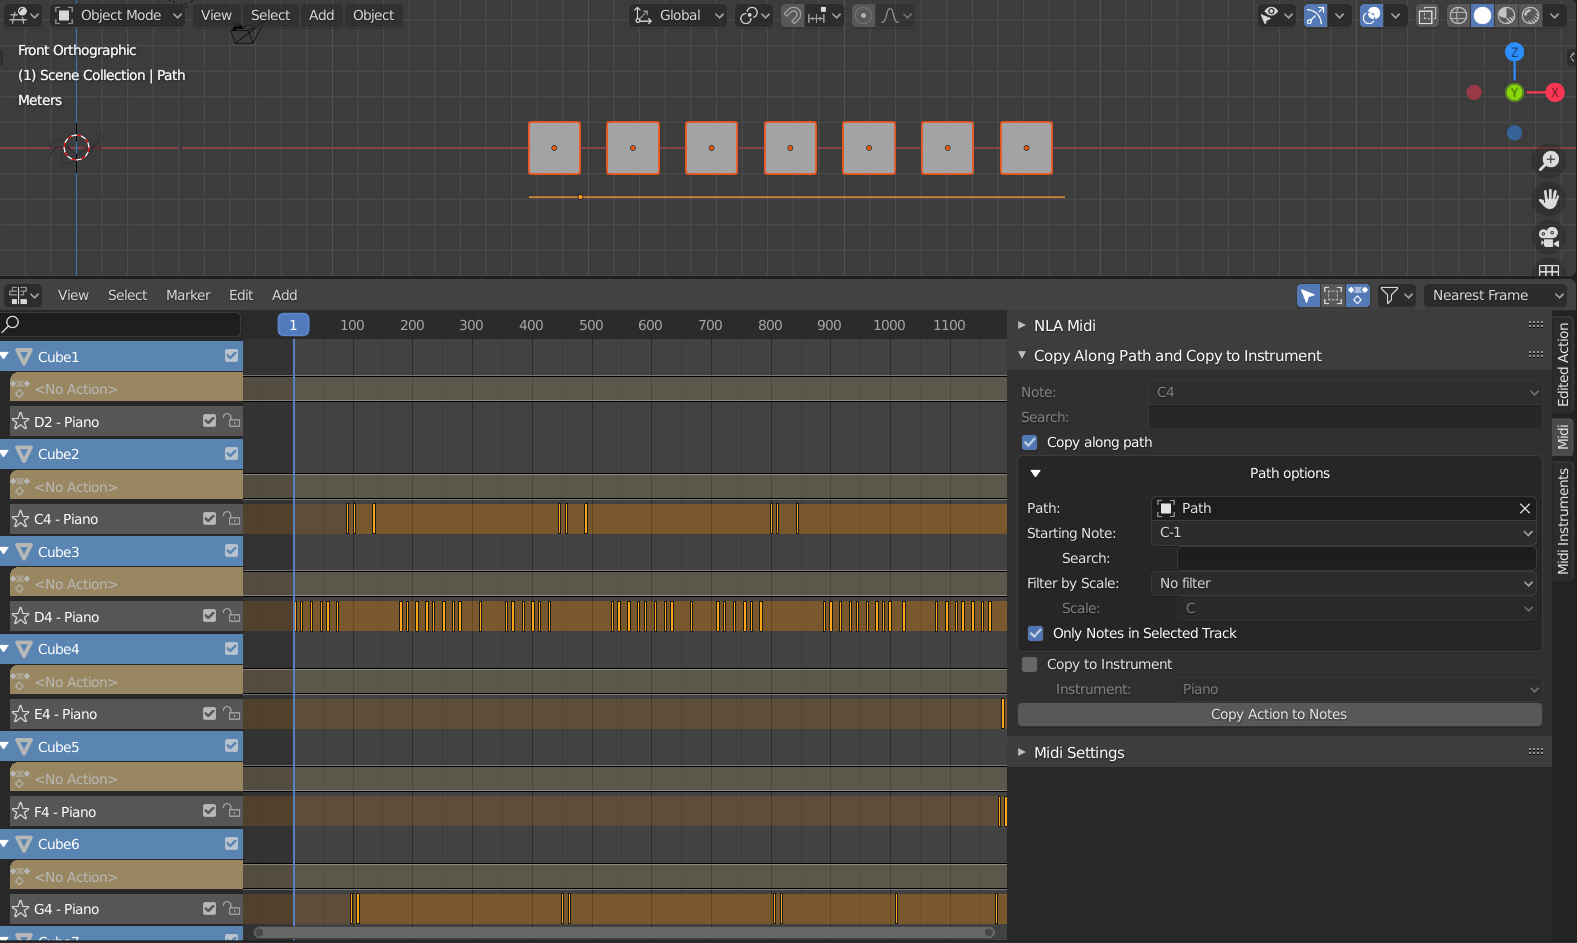 Object Mode View Select Add Object Global
Front Orthographic
(1) Scene Collection | Path
Meters
Z
Y X
View Select Marker Edit Add Nearest Frame
1 100 200 300 400 500 600 700 800 900 1000 1100
Cube1
<No Action>
D2 - Piano
Cube2
<No Action>
C4 - Piano
Cube3
<No Action>
D4 - Piano
Cube4
<No Action>
E4 - Piano
Cube5
<No Action>
F4 - Piano
Cube6
<No Action>
G4 - Piano
Cube7
NLA Midi
Copy Along Path and Copy to Instrument
Note: C4
Search:
Copy along path
Path options
Path: Path
Starting Note: C-1
Search:
Filter by Scale: No filter
Scale: C
Only Notes in Selected Track
Copy to Instrument
Instrument: Piano
Copy Action to Notes
Midi Settings
Edited Action
Midi
Midi Instruments